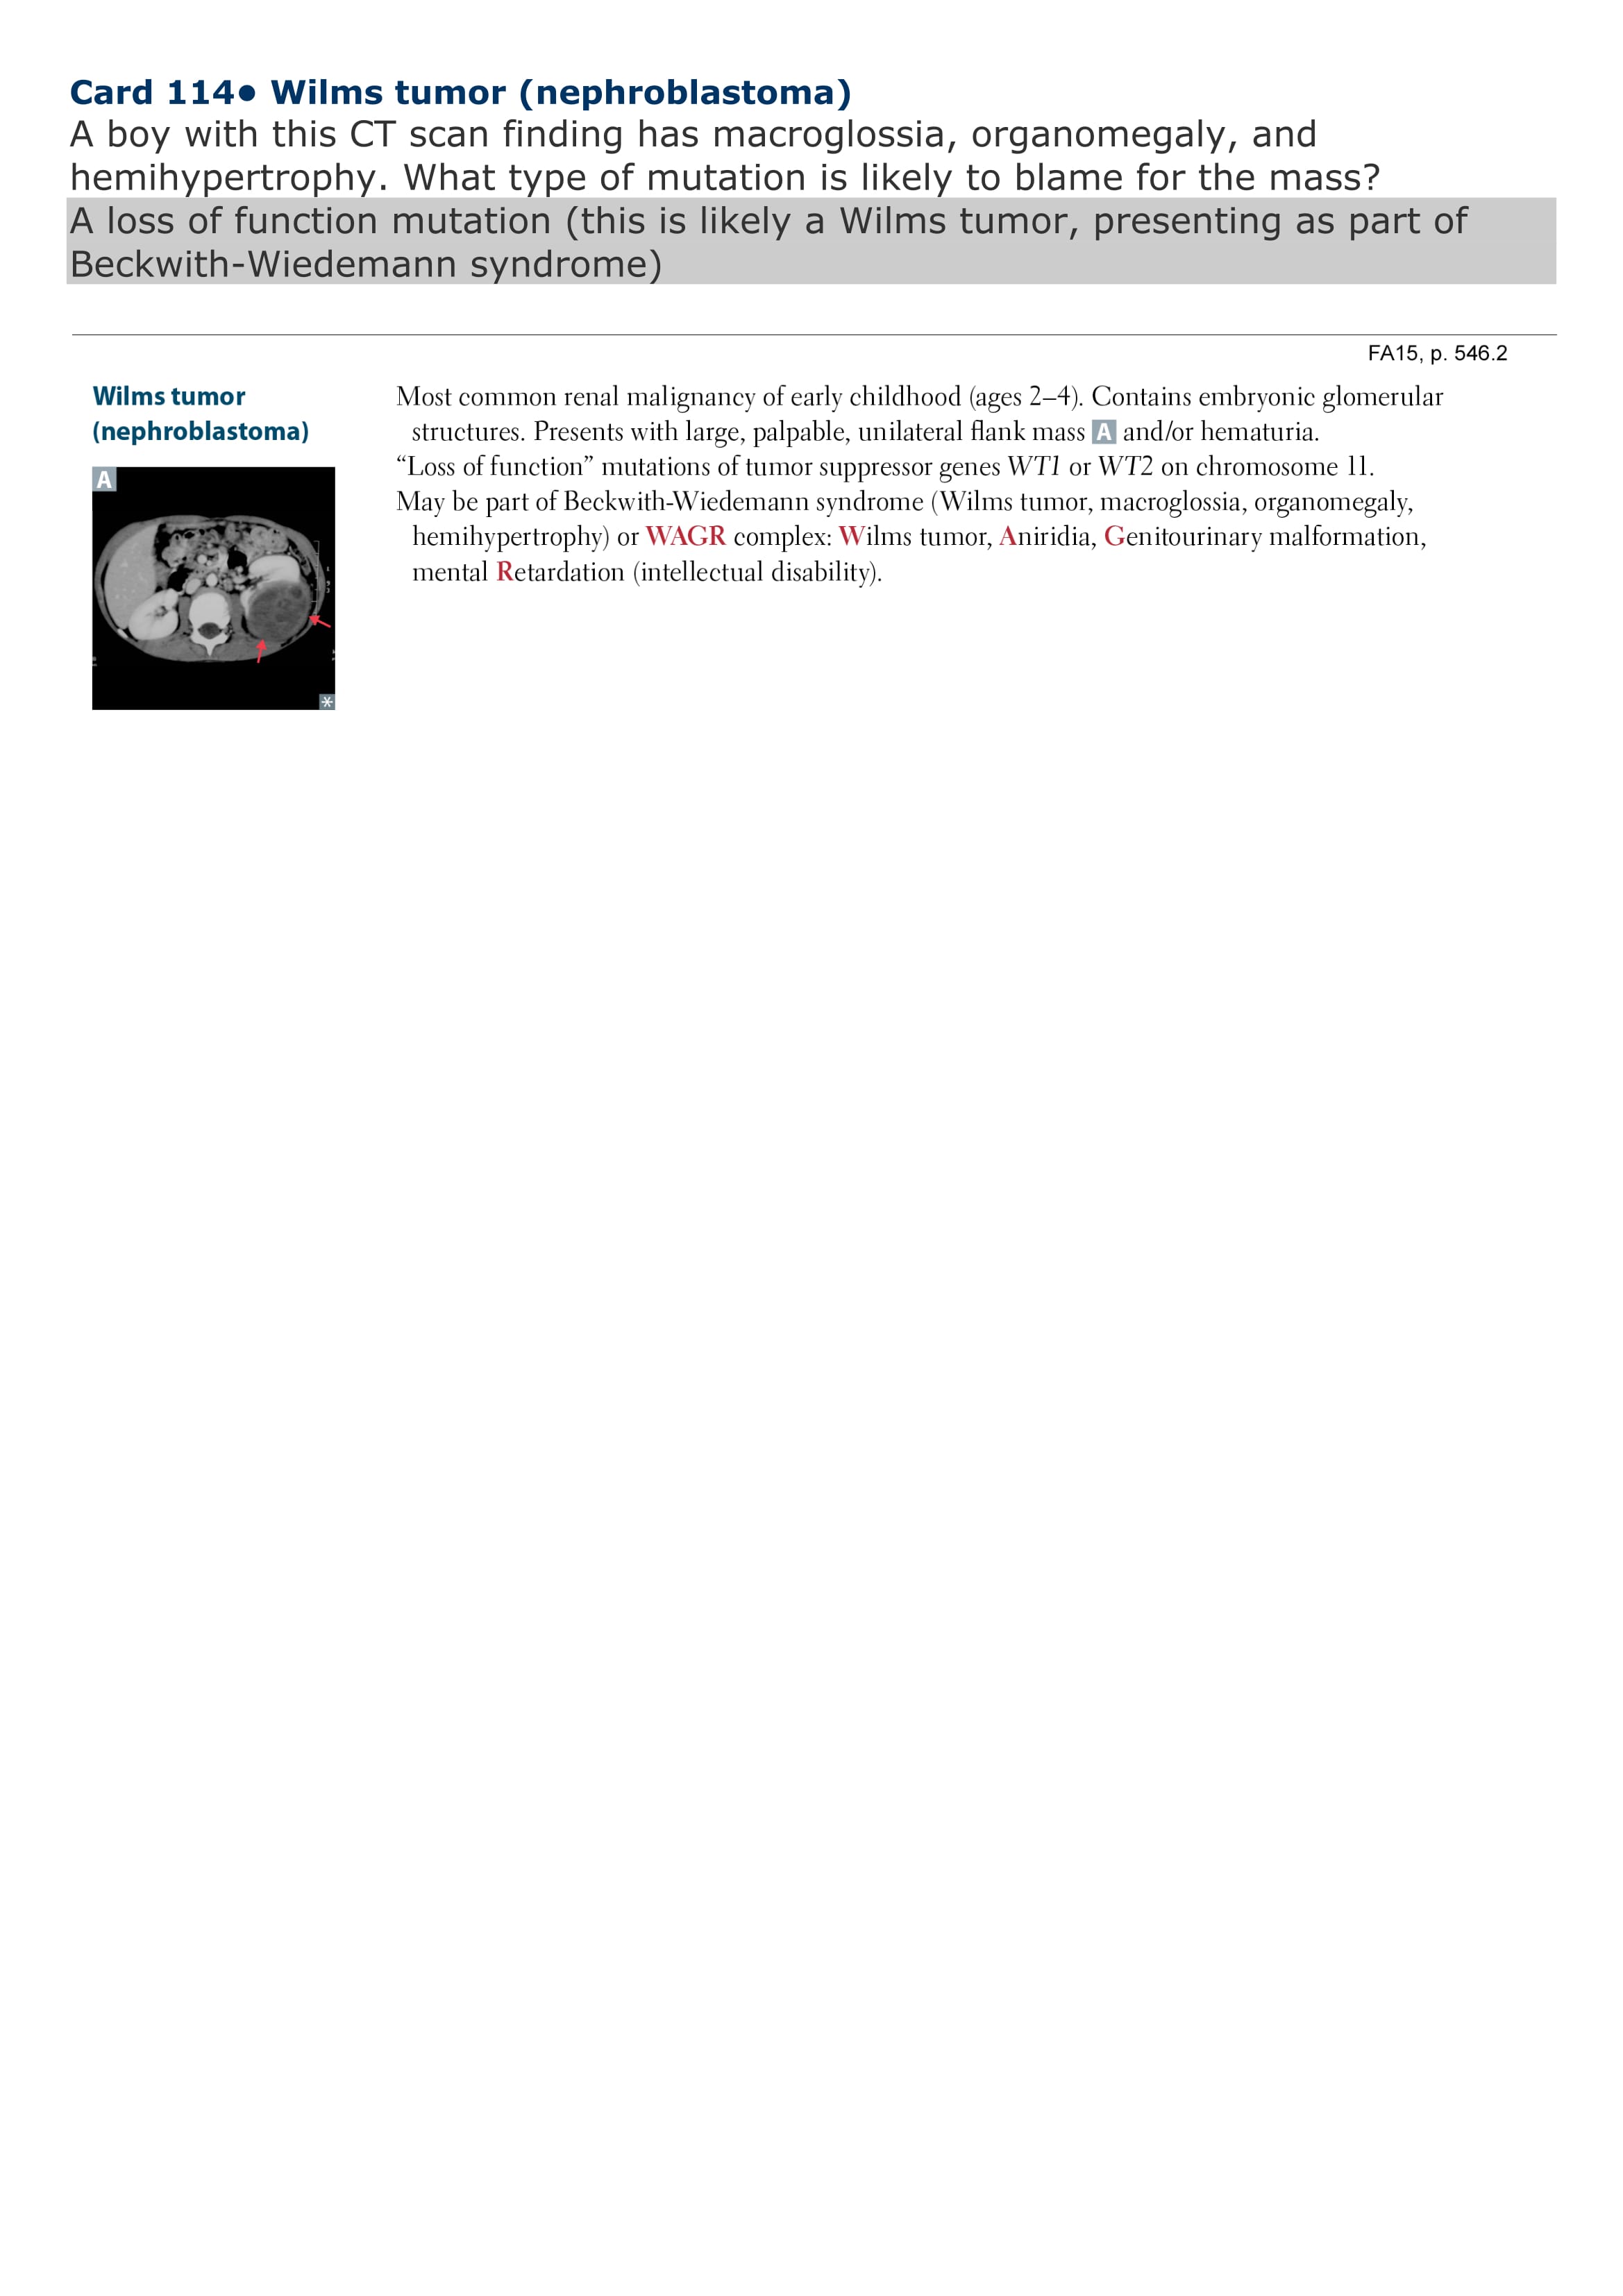 Card 114● Wilms tumor (nephroblastoma)
A boy with this CT scan finding has macroglossia, organomegaly, and
hemihypertrophy. What type of mutation is likely to blame for the mass?
A loss of function mutation (this is likely a Wilms tumor, presenting as part of
Beckwith-Wiedemann syndrome)
FA15, p. 546.2
Wilms tumor
(nephroblastoma)
A
*
Most common renal malignancy of early childhood (ages 2–4). Contains embryonic glomerular
structures. Presents with large, palpable, unilateral flank mass A and/or hematuria.
“Loss of function” mutations of tumor suppressor genes WT1 or WT2 on chromosome 11.
May be part of Beckwith-Wiedemann syndrome (Wilms tumor, macroglossia, organomegaly,
hemihypertrophy) or WAGR complex: Wilms tumor, Aniridia, Genitourinary malformation,
mental Retardation (intellectual disability).